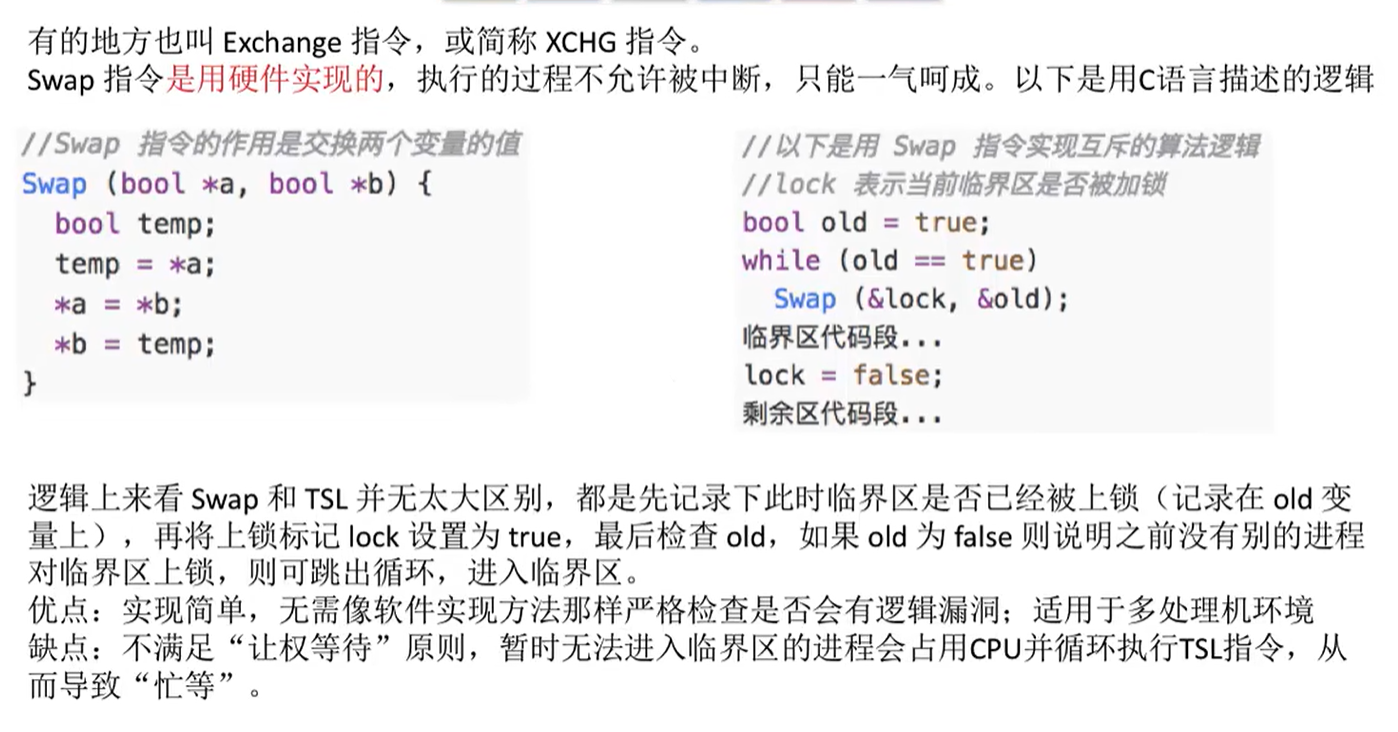 有的地方也叫 Exchange 指令，或简称 XCHG 指令。
Swap 指令是用硬件实现的，执行的过程不允许被中断，只能一气呵成。以下是用C语言描述的逻辑
//Swap 指令的作用是交换两个变量的值
Swap (bool *a, bool *b) {
  bool temp;
  temp = *a;
  *a = *b;
  *b = temp;
}
//以下是用 Swap 指令实现互斥的算法逻辑
//lock 表示当前临界区是否被加锁
bool old = true;
while (old == true)
  Swap (&lock, &old);
临界区代码段...
lock = false;
剩余区代码段...
逻辑上来看 Swap 和 TSL 并无太大区别，都是先记录下此时临界区是否已经被上锁（记录在 old 变
量上），再将上锁标记 lock 设置为 true，最后检查 old，如果 old 为 false 则说明之前没有别的进程
对临界区上锁，则可跳出循环，进入临界区。
优点：实现简单，无需像软件实现方法那样严格检查是否会有逻辑漏洞；适用于多处理机环境
缺点：不满足“让权等待”原则，暂时无法进入临界区的进程会占用CPU并循环执行TSL指令，从
而导致“忙等”。